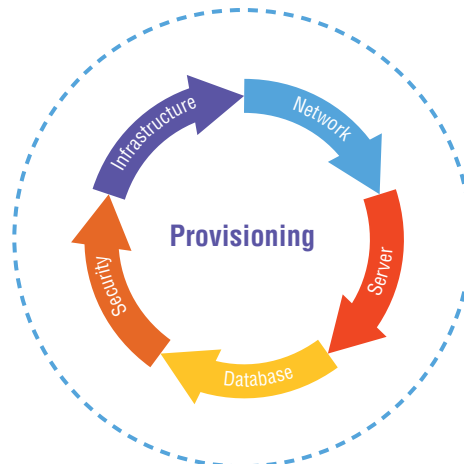 Infrastructure
Network
Provisioning
Server
Security
Database